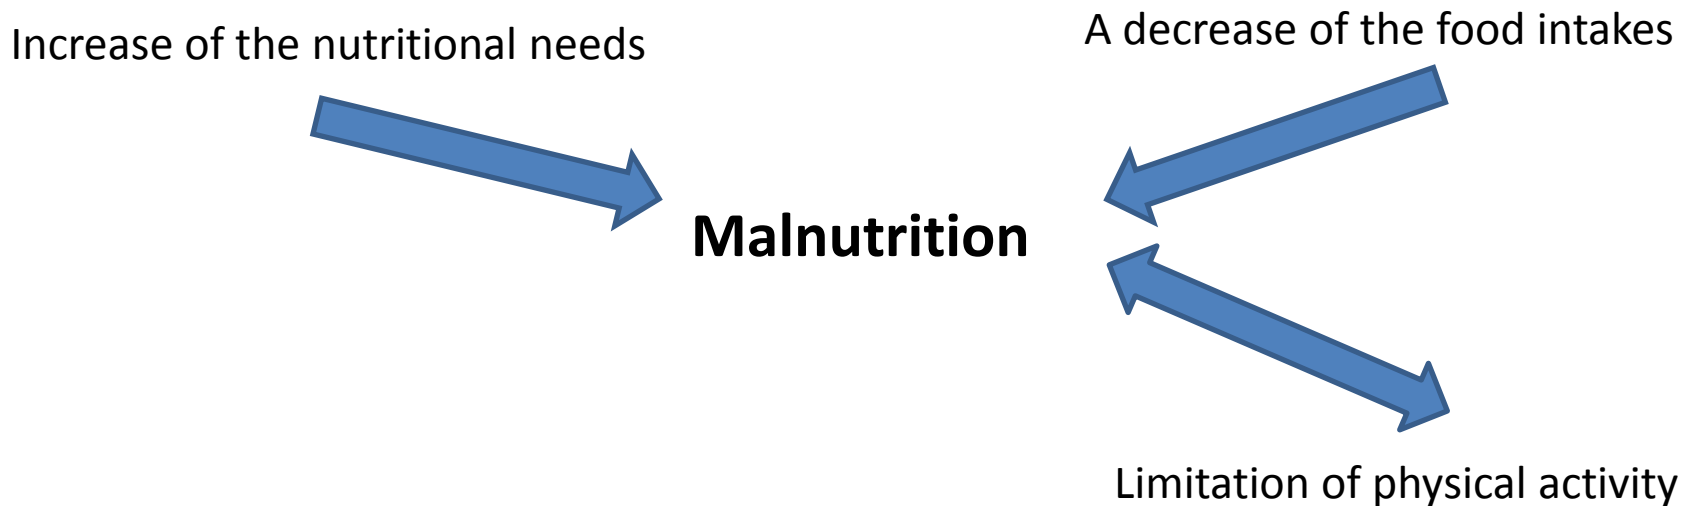 Increase of the nutritional needs
A decrease of the food intakes
Malnutrition
Limitation of physical activity